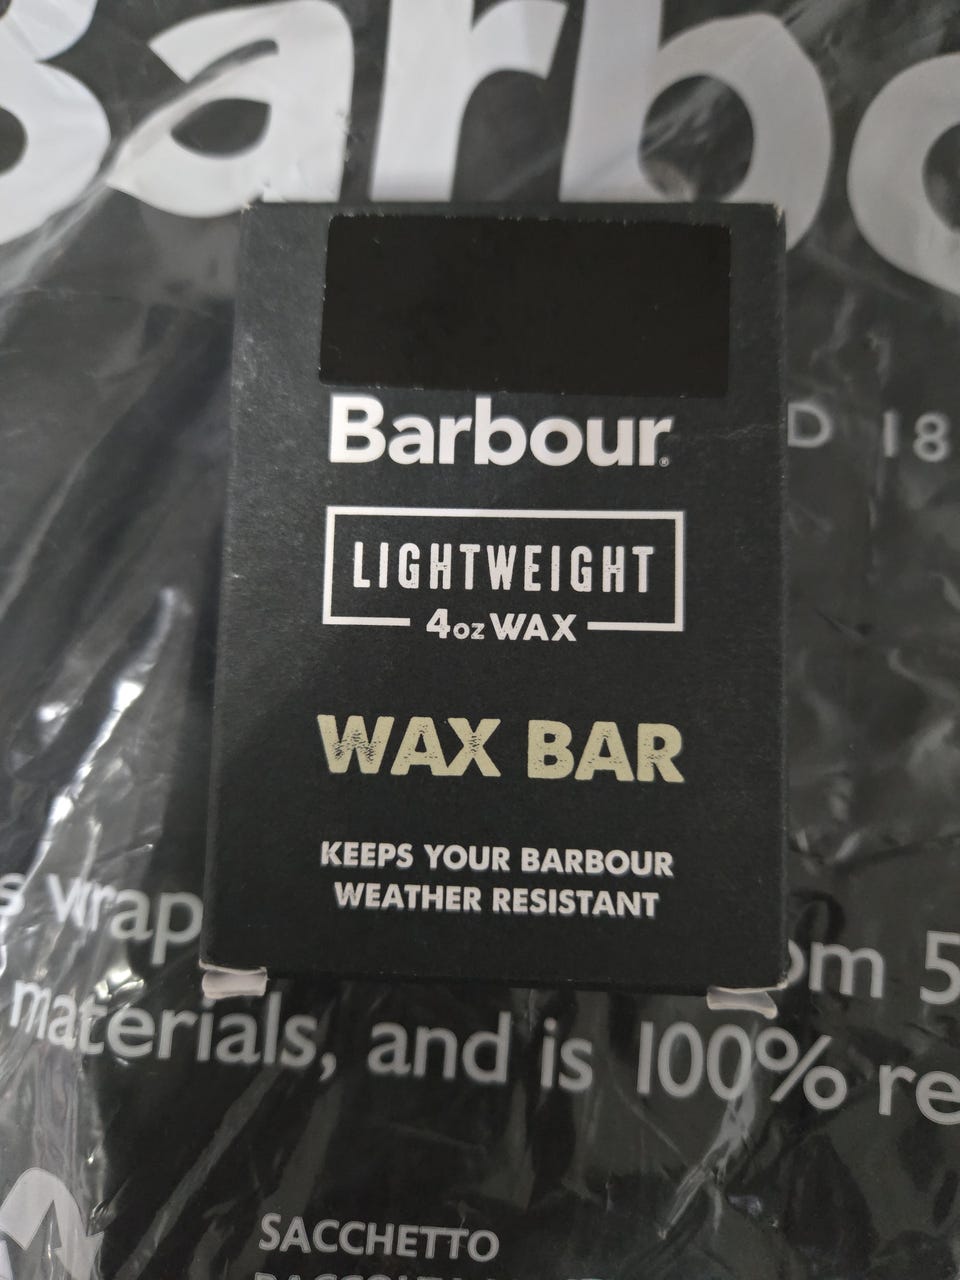 Barbo
Barbour®
D 18
LIGHTWEIGHT
4oz WAX
WAX BAR
KEEPS YOUR BARBOUR
WEATHER RESISTANT
s wrap om 5
materials, and is 100% re
SACCHETTO